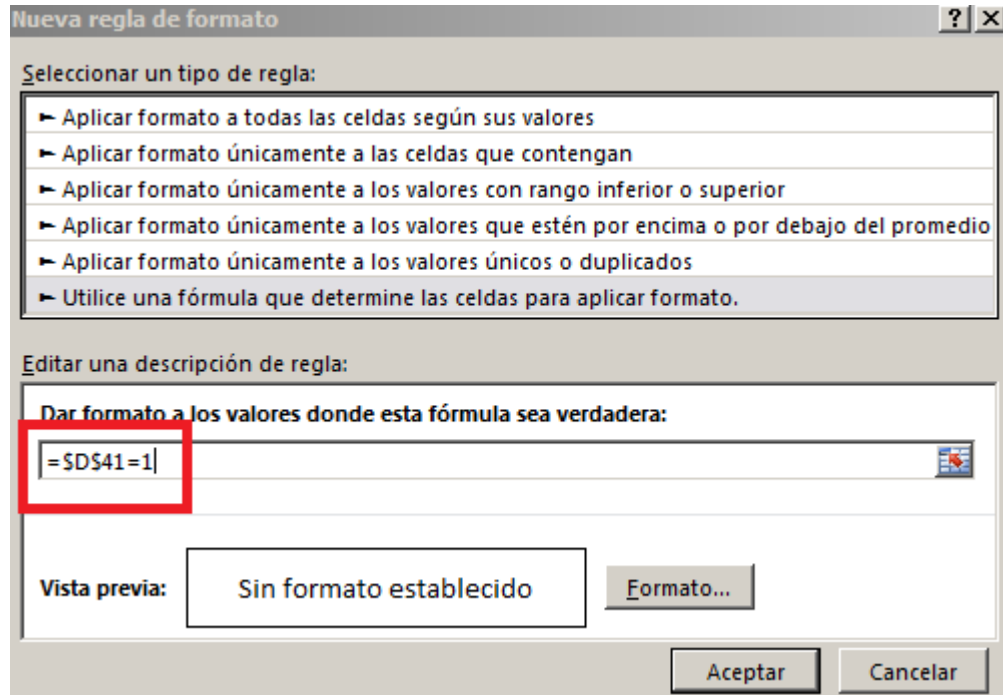 Nueva regla de formato
? X
Seleccionar un tipo de regla:
► Aplicar formato a todas las celdas según sus valores
► Aplicar formato únicamente a las celdas que contengan
► Aplicar formato únicamente a los valores con rango inferior o superior
► Aplicar formato únicamente a los valores que estén por encima o por debajo del promedio
► Aplicar formato únicamente a los valores únicos o duplicados
► Utilice una fórmula que determine las celdas para aplicar formato.
Editar una descripción de regla:
Dar formato a los valores donde esta fórmula sea verdadera:
=$D$41=1
Vista previa: Sin formato establecido Formato...
Aceptar Cancelar